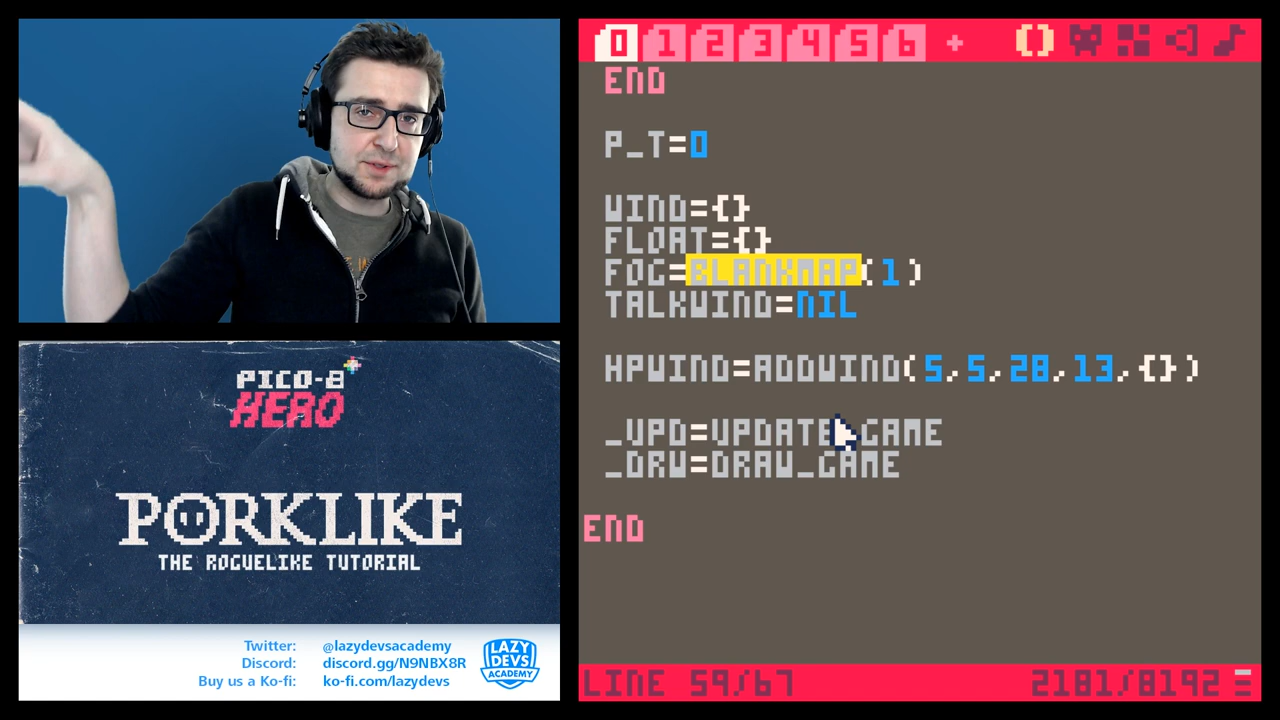 0 1 2 3 4 5 6 +
END
P_T=0
WIND={}
FLOAT={}
FOG=BLANKMAP(1)
TALKWIND=NIL
HPWIND=ADDWIND(5,5,28,13,{})
_UPD=UPDATE_GAME
_DRW=DRAW_GAME
END
LINE 59/67
2181/8192
PICO-8
HERO
PORKLIKE
THE ROGUELIKE TUTORIAL
Twitter: @lazydevsacademy
Discord: discord.gg/N9NBX8R
Buy us a Ko-fi: ko-fi.com/lazydevs
LAZY
DEVS
ACADEMY